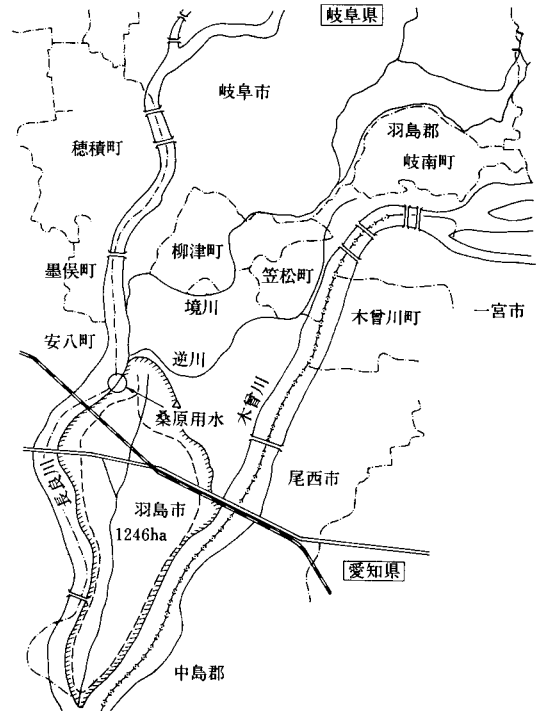 岐阜県
岐阜市
羽島郡
岐南町
穂積町
柳津町
笠松町
墨俣町
境川
木曾川町
一宮市
安八町
逆川
木曾川
桑原用水
尾西市
長良川
羽島市
1246ha
愛知県
中島郡